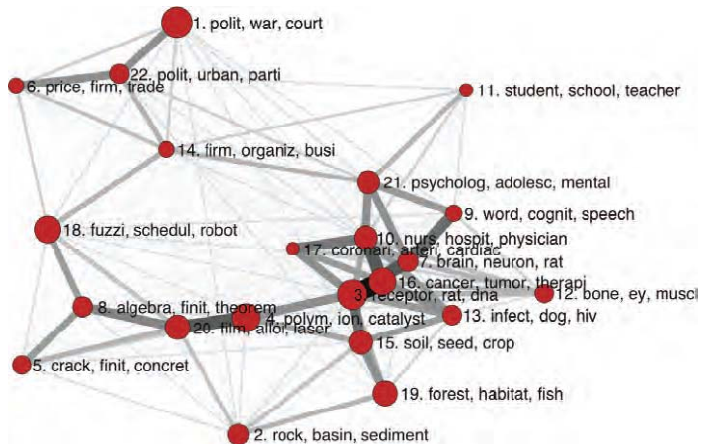 1. polit, war, court
22. polit, urban, parti
6. price, firm, trade
11. student, school, teacher
14. firm, organiz, busi
21. psycholog, adolesc, mental
9. word, cognit, speech
18. fuzzi, schedul, robot
10. nurs, hospit, physician
17. coronari, arteri, cardiac
7. brain, neuron, rat
16. cancer, tumor, therapi
3. receptor, rat, dna
12. bone, ey, muscl
8. algebra, finit, theorem
4. polym, ion, catalyst
13. infect, dog, hiv
20. film, alloi, laser
15. soil, seed, crop
5. crack, finit, concret
19. forest, habitat, fish
2. rock, basin, sediment